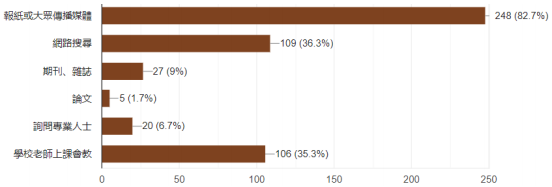 報紙或大眾傳播媒體 248 (82.7%)
網路搜尋 109 (36.3%)
期刊、雜誌 27 (9%)
論文 5 (1.7%)
詢問專業人士 20 (6.7%)
學校老師上課會教 106 (35.3%)
0 50 100 150 200 250